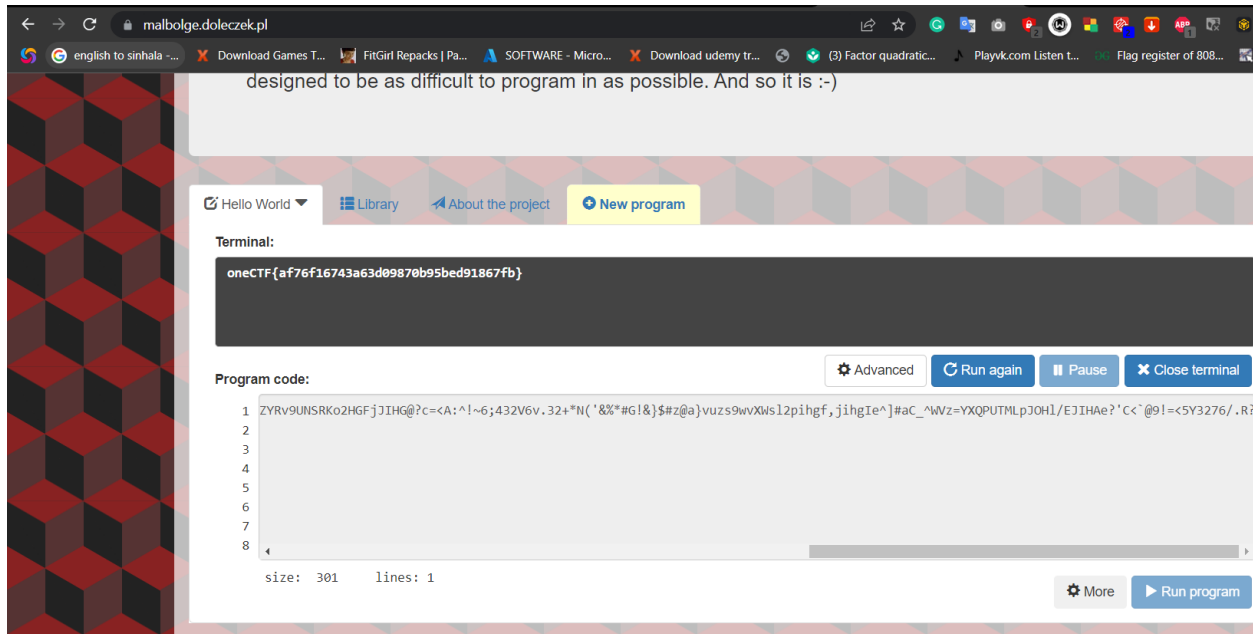 malbolge.doleczek.pl
english to sinhala -... Download Games T... FitGirl Repacks | Pa... SOFTWARE - Micro... Download udemy tr... (3) Factor quadratic... Playvk.com Listen t... Flag register of 808...
designed to be as difficult to program in as possible. And so it is :-)
Hello World Library About the project New program
Terminal:
oneCTF{af76f16743a63d09870b95bed91867fb}
Advanced Run again Pause Close terminal
Program code:
1 ZYRv9UNSRKo2HGFjJIHG@?c=<A:^!~6;432V6v.32+*N('&%*#G!&}$#z@a}vuzs9wvXWsl2pihgf,jihgIe^]#aC_^WVz=YXQPUTMLpJOHl/EJIHAe?'C<`@9!=<5Y3276/.R?
2
3
4
5
6
7
8
size: 301 lines: 1
More Run program